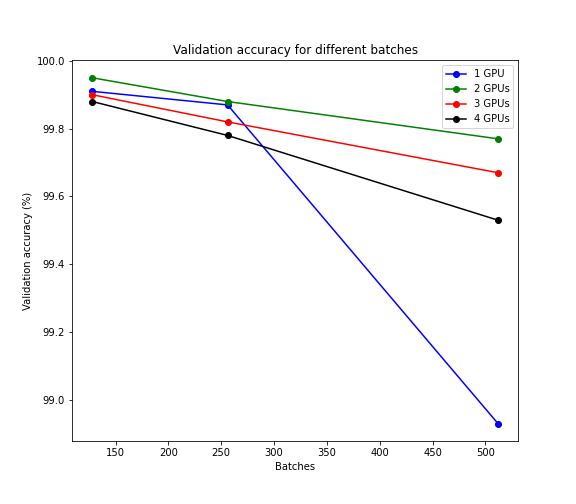 Validation accuracy for different batches
1 GPU
2 GPUs
3 GPUs
4 GPUs
Validation accuracy (%)
100.0
99.8
99.6
99.4
99.2
99.0
150 200 250 300 350 400 450 500
Batches